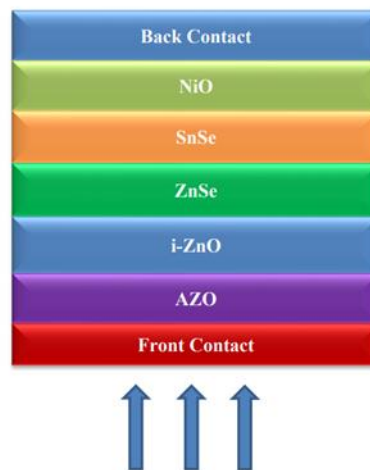 Back Contact
NiO
SnSe
ZnSe
i-ZnO
AZO
Front Contact